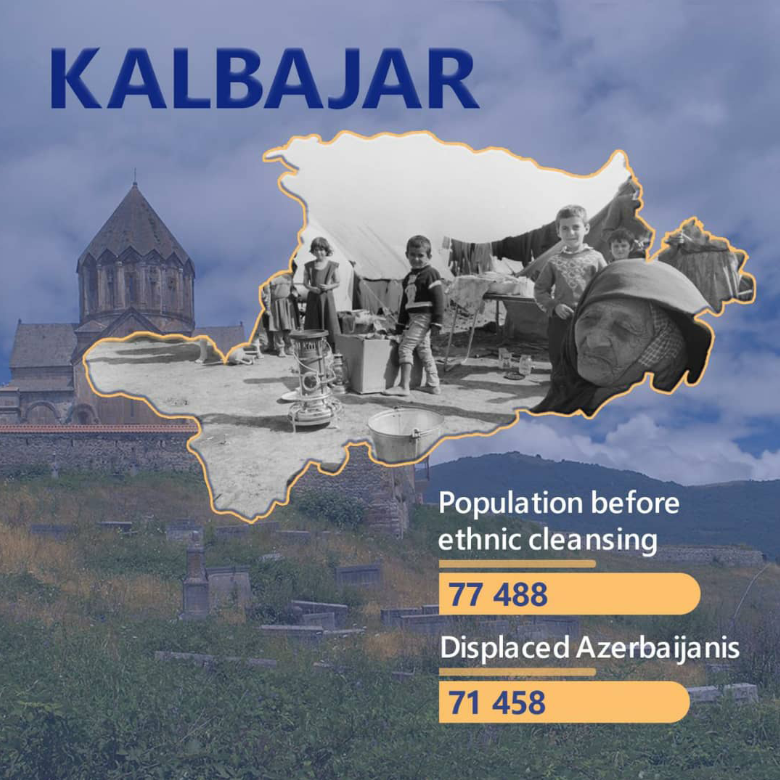 KALBAJAR
Population before
ethnic cleansing
77 488
Displaced Azerbaijanis
71 458